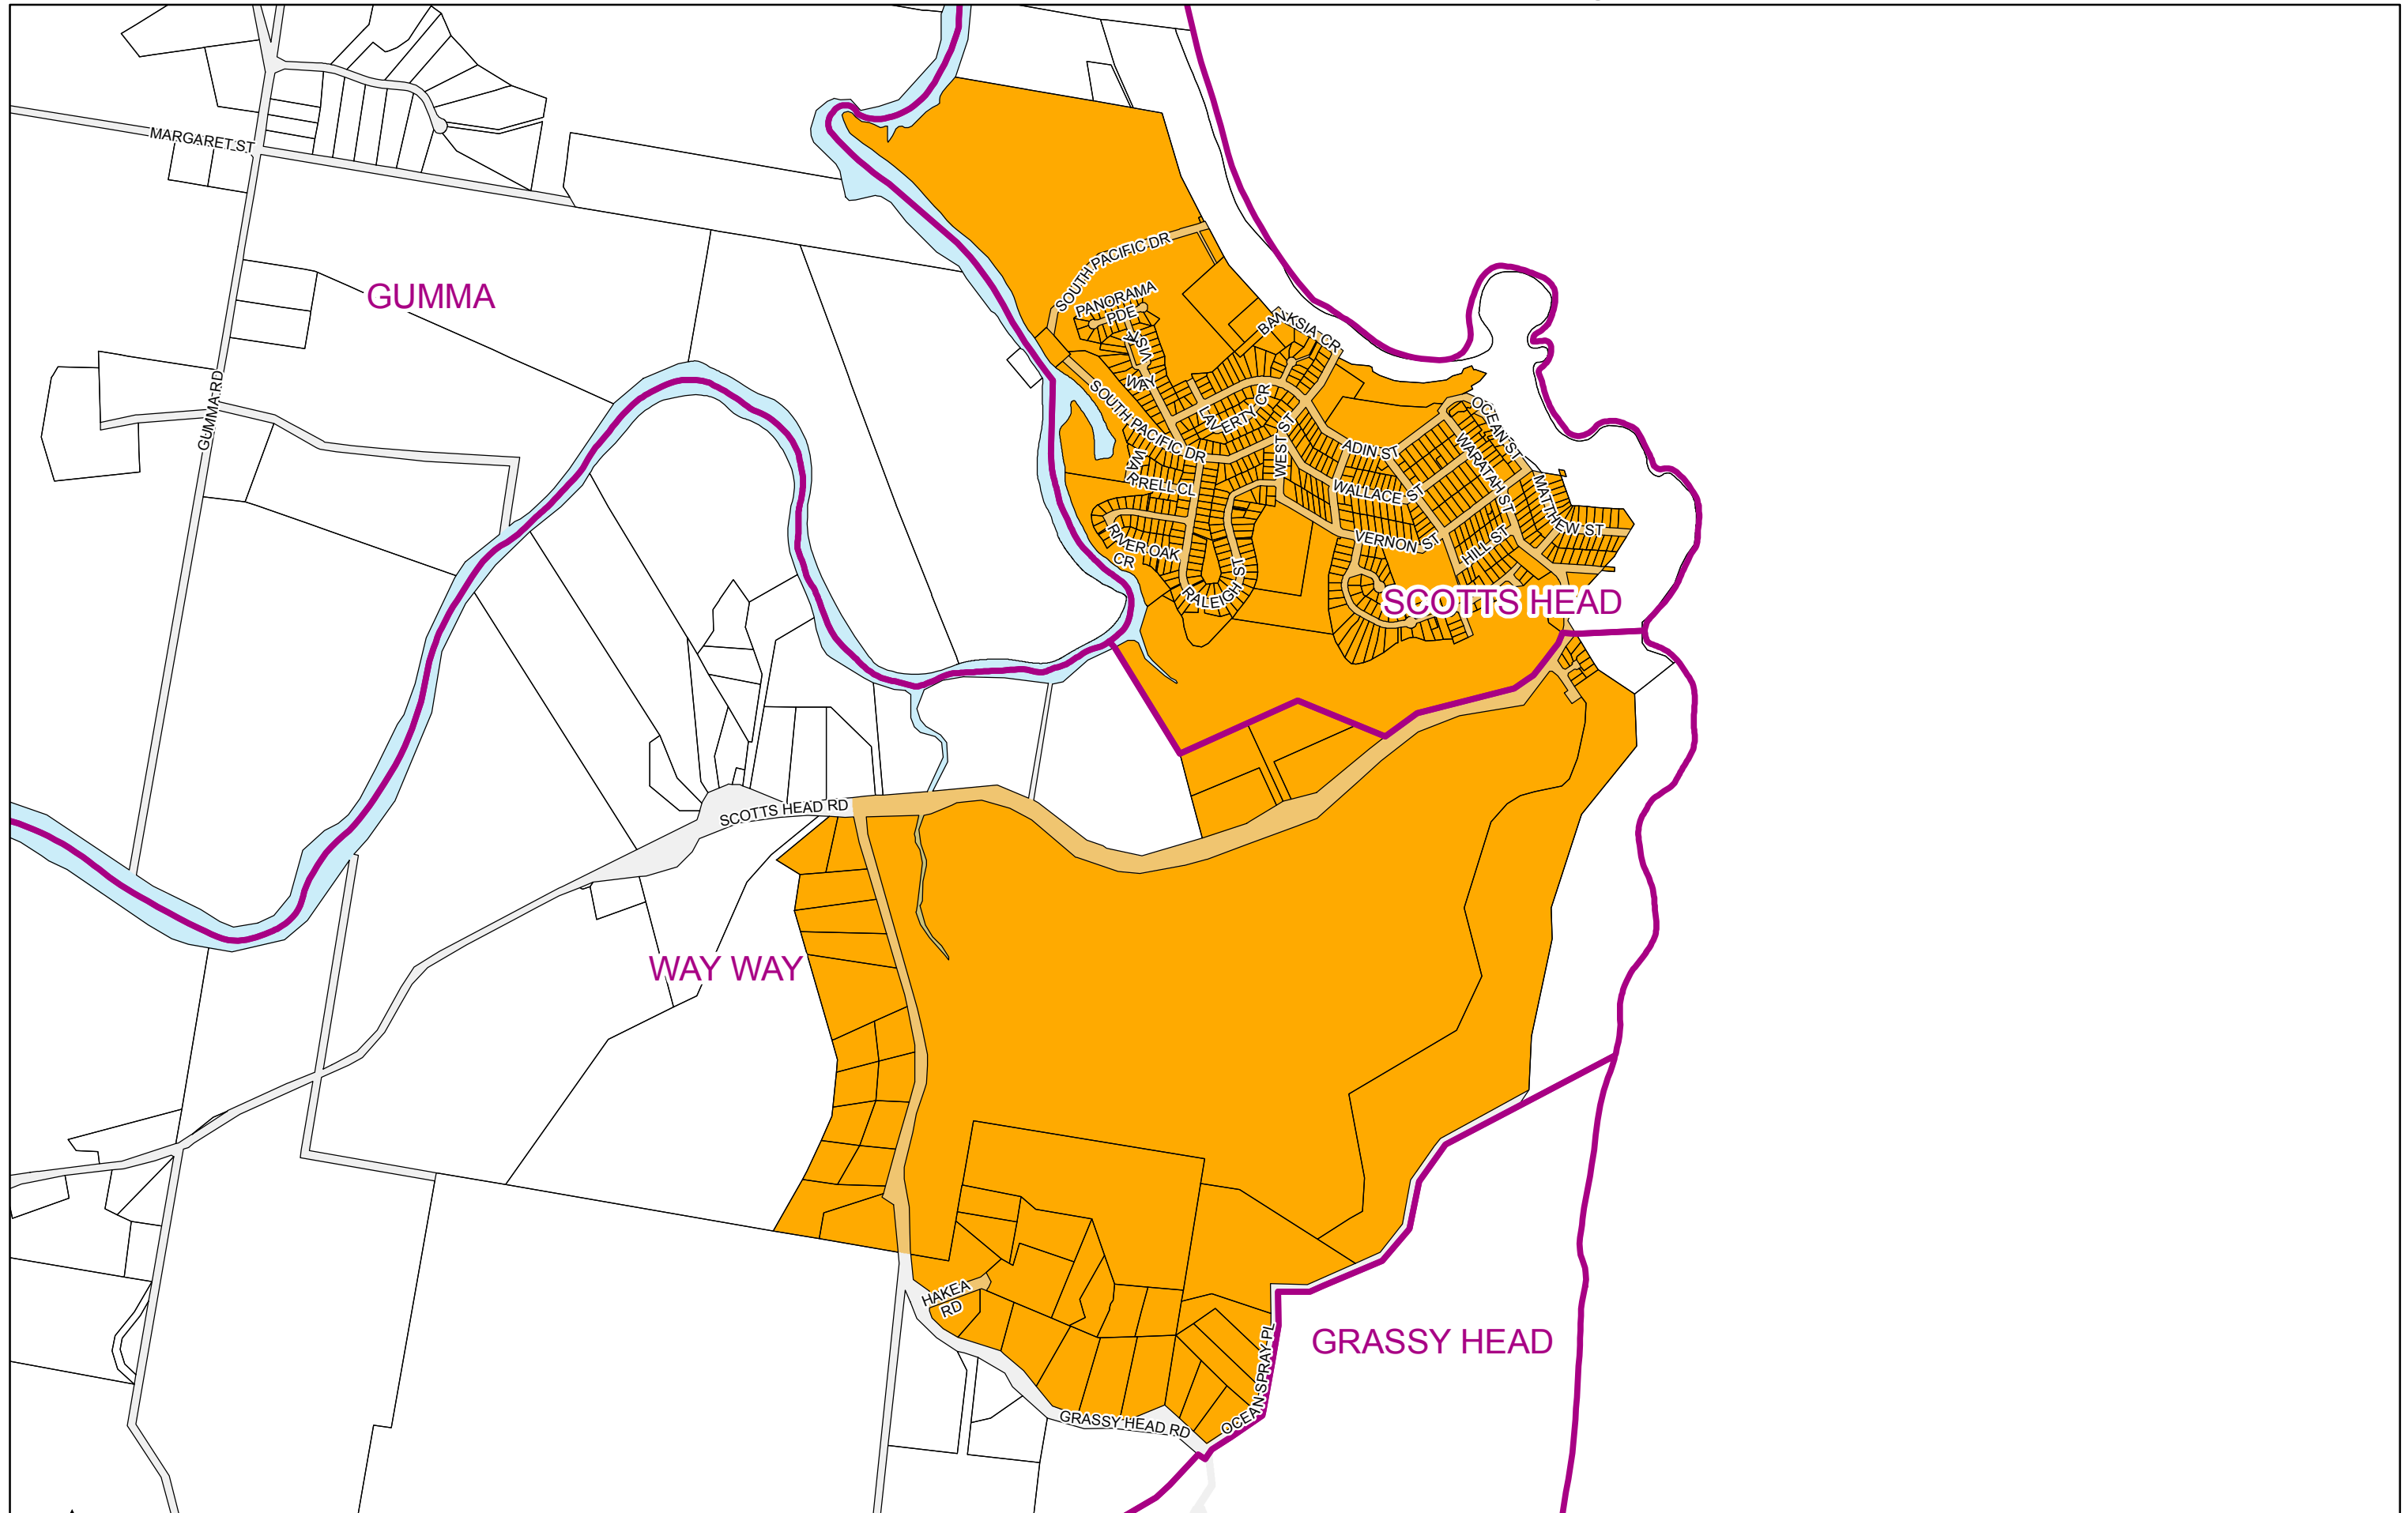 MARGARET ST
SOUTH PACIFIC DR
GUMMA
PANORAMA
PDE
BANKSIA CR
VISTA
WAY
GUMMA RD
SOUTH PACIFIC DR
LAVERTY CR
OCEAN ST
WEST ST
ADIN ST
WARATAH ST
WALLACE ST
MATTHEW ST
RIVER OAK
CR
VERNON ST
HILL ST
RALEIGH ST
SCOTTS HEAD
SCOTTS HEAD RD
WAY WAY
HAKEA
RD
GRASSY HEAD
OCEAN SPRAY PL
GRASSY HEAD RD